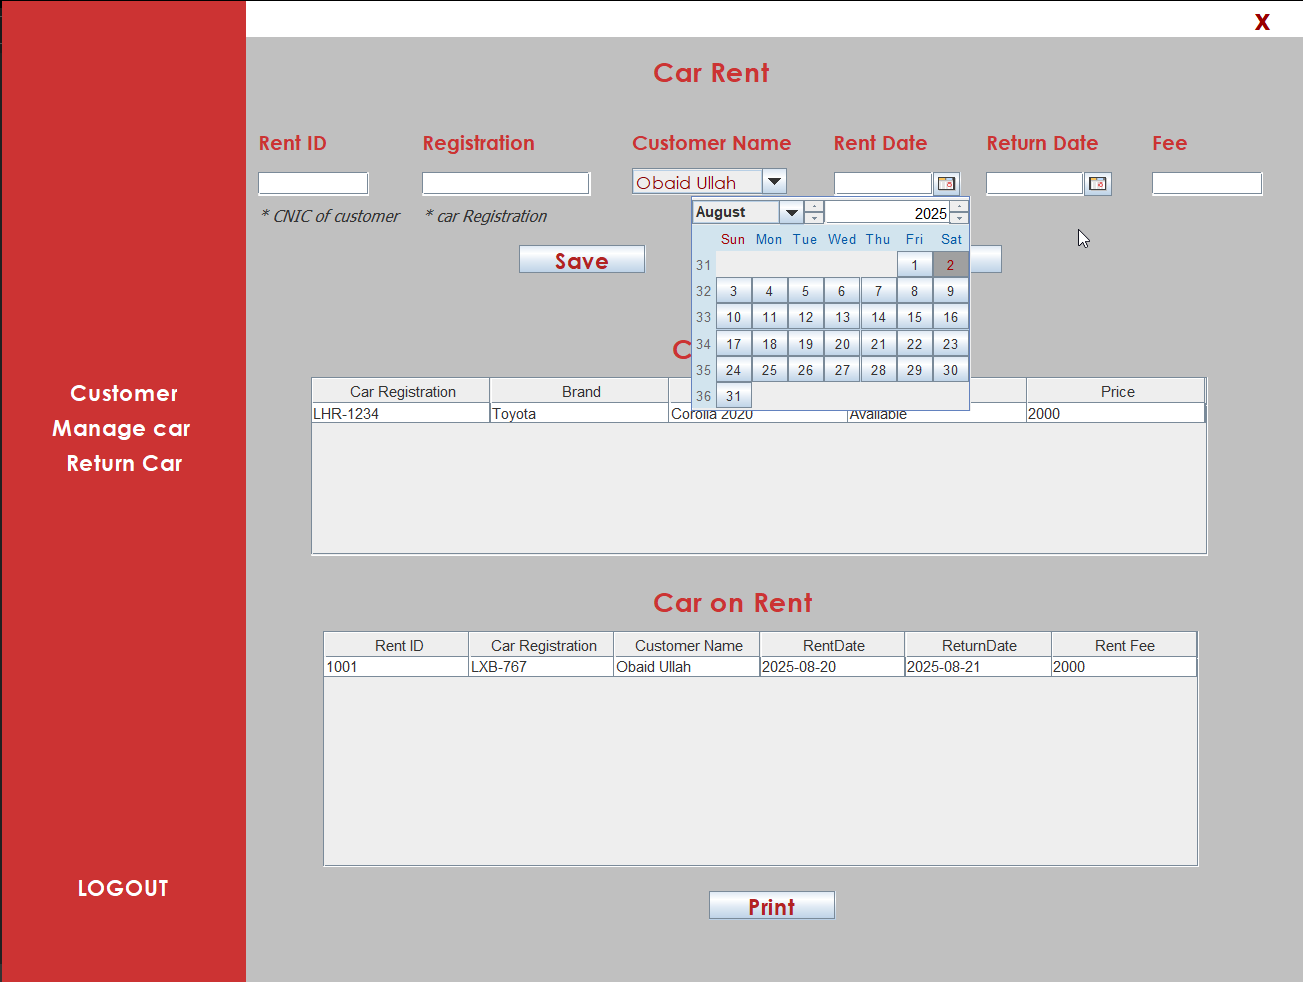 X
Car Rent
Rent ID Registration Customer Name Rent Date Return Date Fee
Obaid Ullah
* CNIC of customer * car Registration
August 2025
Sun Mon Tue Wed Thu Fri Sat
31 1 2
32 3 4 5 6 7 8 9
33 10 11 12 13 14 15 16
34 17 18 19 20 21 22 23
35 24 25 26 27 28 29 30
36 31
Save
C
Car Registration Brand Price
LHR-1234 Toyota Corolla 2020 Available 2000
Customer
Manage car
Return Car
Car on Rent
Rent ID Car Registration Customer Name RentDate ReturnDate Rent Fee
1001 LXB-767 Obaid Ullah 2025-08-20 2025-08-21 2000
LOGOUT
Print